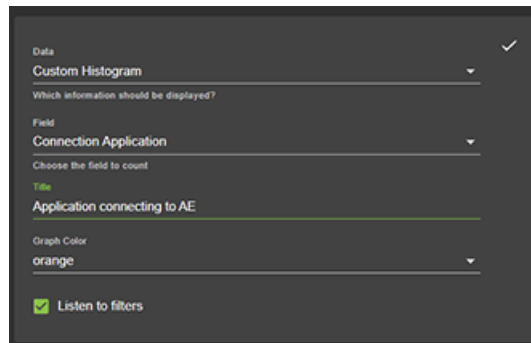 Data
Custom Histogram
Which information should be displayed?
Field
Connection Application
Choose the field to count
Title
Application connecting to AE
Graph Color
orange
Listen to filters